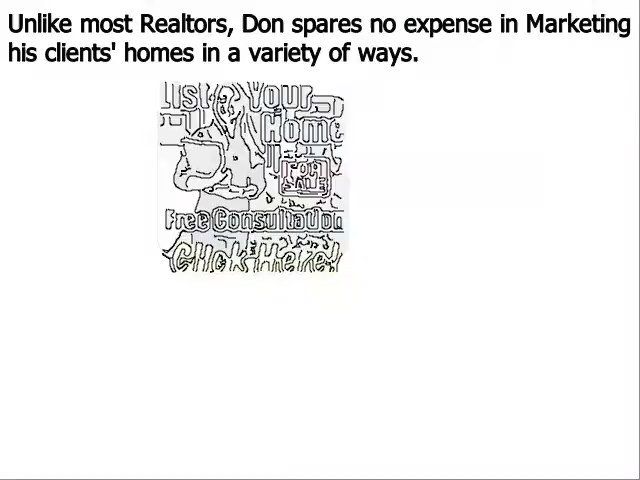 Unlike most Realtors, Don spares no expense in Marketing
his clients' homes in a variety of ways.
List Your
Home
FOR
SALE
Free Consultation
Click Here!